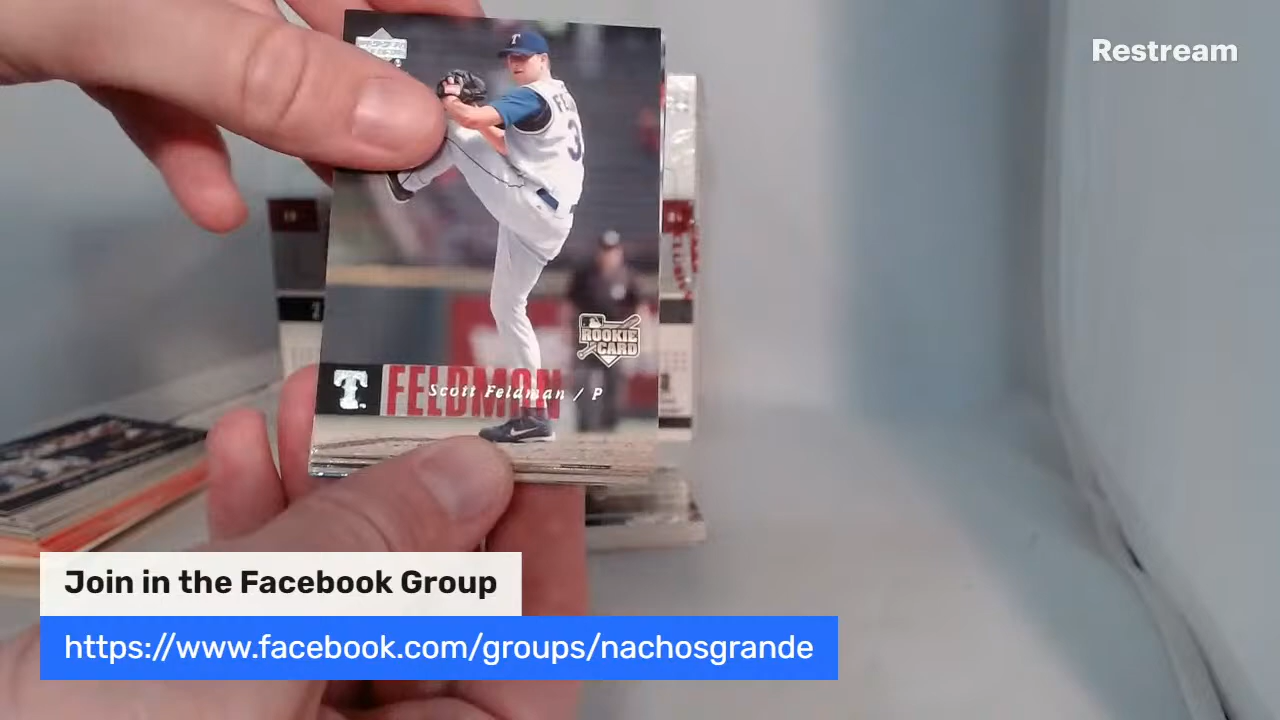 Restream
T
ROOKIE
CARD
T
FELDMAN
Scott Feldman / P
Join in the Facebook Group
https://www.facebook.com/groups/nachosgrande